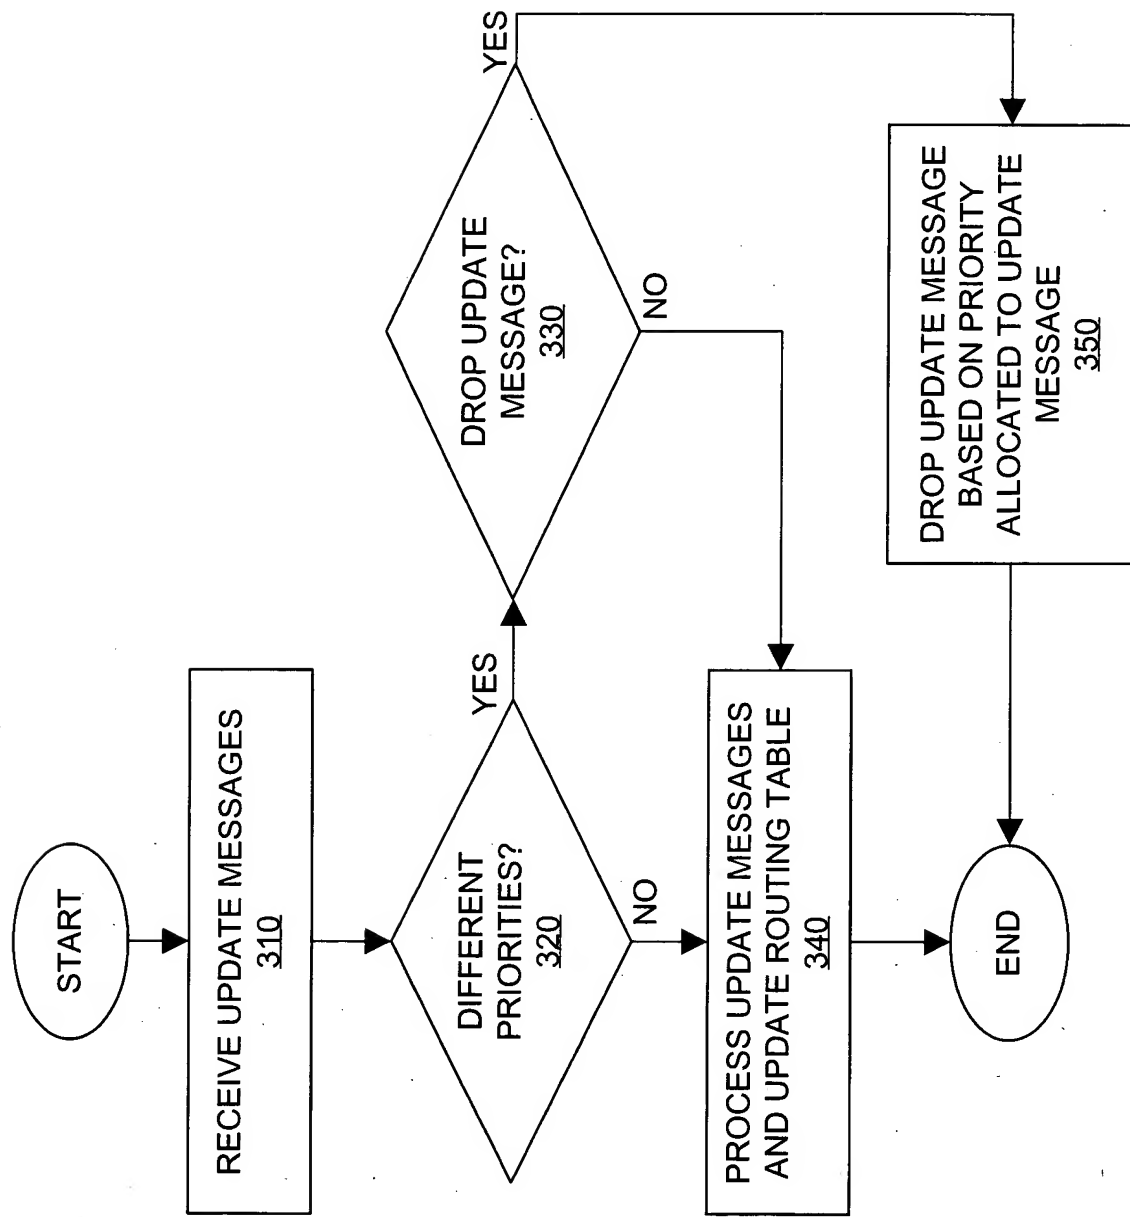 START
RECEIVE UPDATE MESSAGES
310
DIFFERENT
PRIORITIES?
320
YES
NO
DROP UPDATE
MESSAGE?
330
YES
NO
PROCESS UPDATE MESSAGES
AND UPDATE ROUTING TABLE
340
DROP UPDATE MESSAGE
BASED ON PRIORITY
ALLOCATED TO UPDATE
MESSAGE
350
END